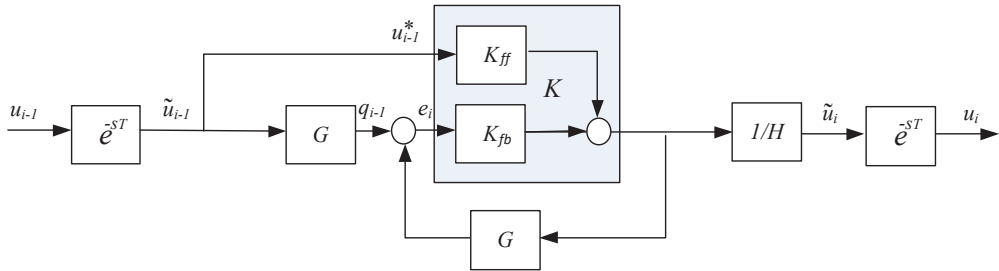 u*i-1
Kff
K
ui-1
e-sT
ũi-1
G
qi-1
ei
Kfb
1/H
ũi
e-sT
ui
G